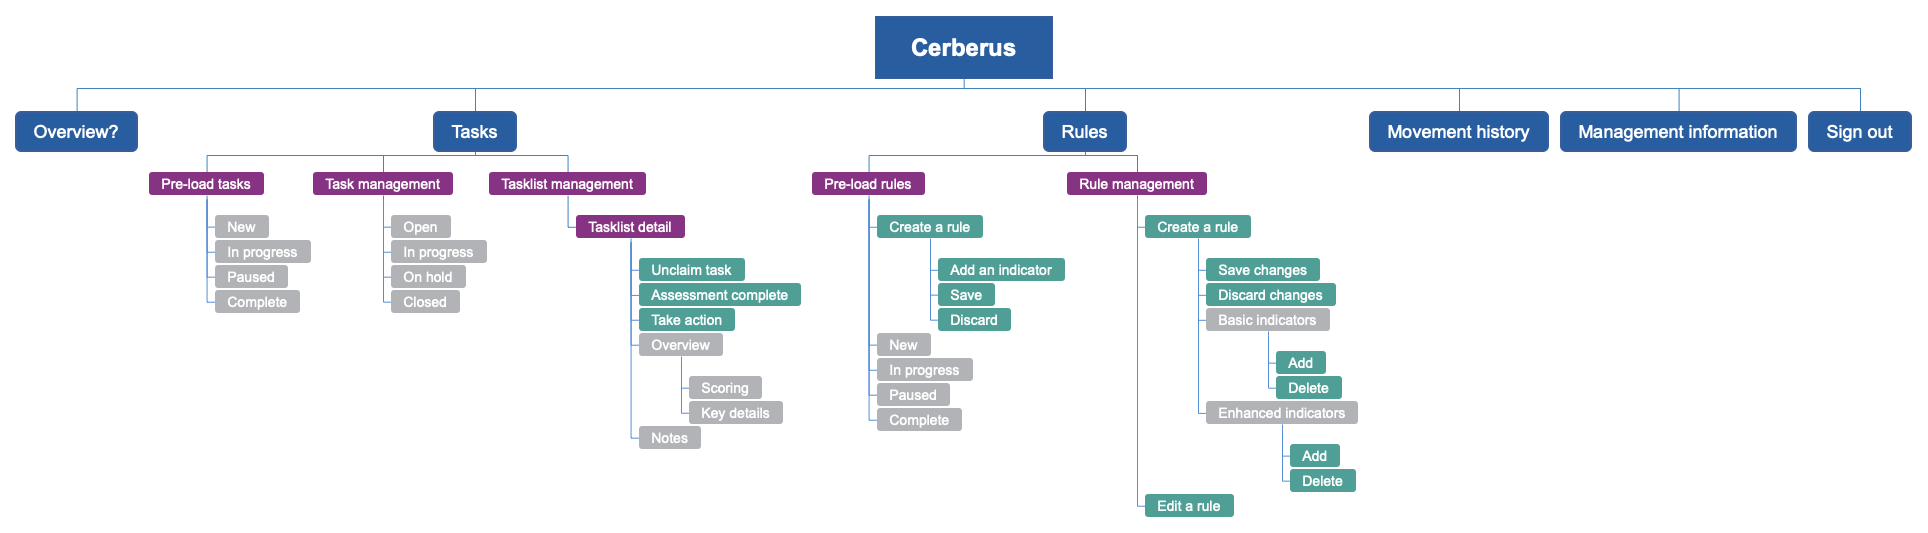 Cerberus
Overview?
Tasks
Rules
Movement history
Management information
Sign out
Pre-load tasks
New
In progress
Paused
Complete
Task management
Open
In progress
On hold
Closed
Tasklist management
Tasklist detail
Unclaim task
Assessment complete
Take action
Overview
Scoring
Key details
Notes
Pre-load rules
Create a rule
Add an indicator
Save
Discard
New
In progress
Paused
Complete
Rule management
Create a rule
Save changes
Discard changes
Basic indicators
Add
Delete
Enhanced indicators
Add
Delete
Edit a rule